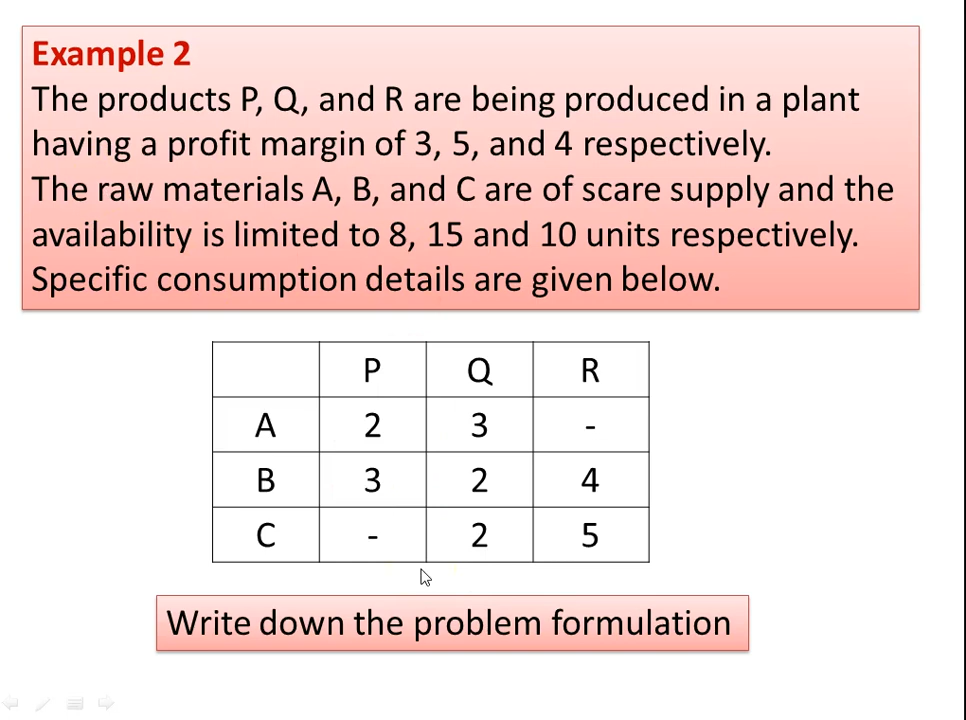 Example 2
The products P, Q, and R are being produced in a plant
having a profit margin of 3, 5, and 4 respectively.
The raw materials A, B, and C are of scare supply and the
availability is limited to 8, 15 and 10 units respectively.
Specific consumption details are given below.
P Q R
A 2 3 -
B 3 2 4
C - 2 5
Write down the problem formulation